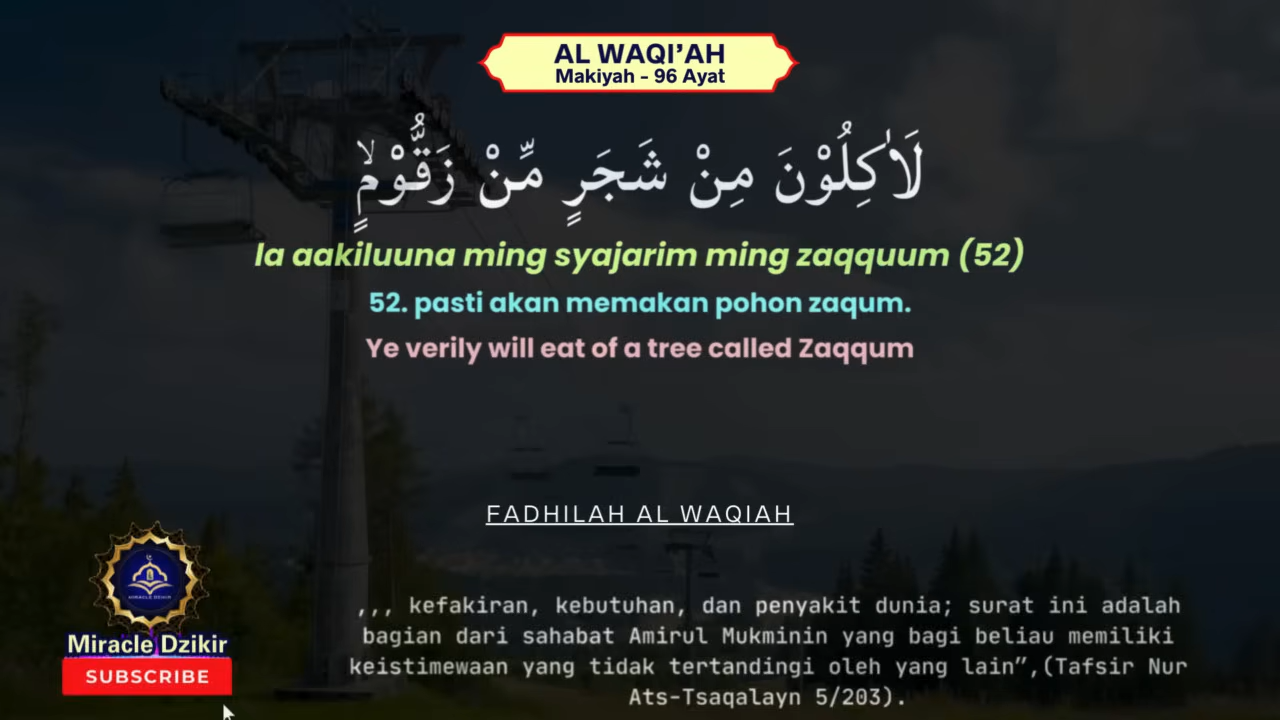 AL WAQI’AH
Makiyah - 96 Ayat
لَاٰكِلُوْنَ مِنْ شَجَرٍ مِّنْ زَقُّوْمٍۙ
la aakiluuna ming syajarim ming zaqquum (52)
52. pasti akan memakan pohon zaqum.
Ye verily will eat of a tree called Zaqqum
FADHILAH AL WAQIAH
,,, kefakiran, kebutuhan, dan penyakit dunia; surat ini adalah
bagian dari sahabat Amirul Mukminin yang bagi beliau memiliki
keistimewaan yang tidak tertandingi oleh yang lain”,(Tafsir Nur
Ats-Tsaqalayn 5/203).
MIRACLE DZIKIR
Miracle Dzikir
SUBSCRIBE